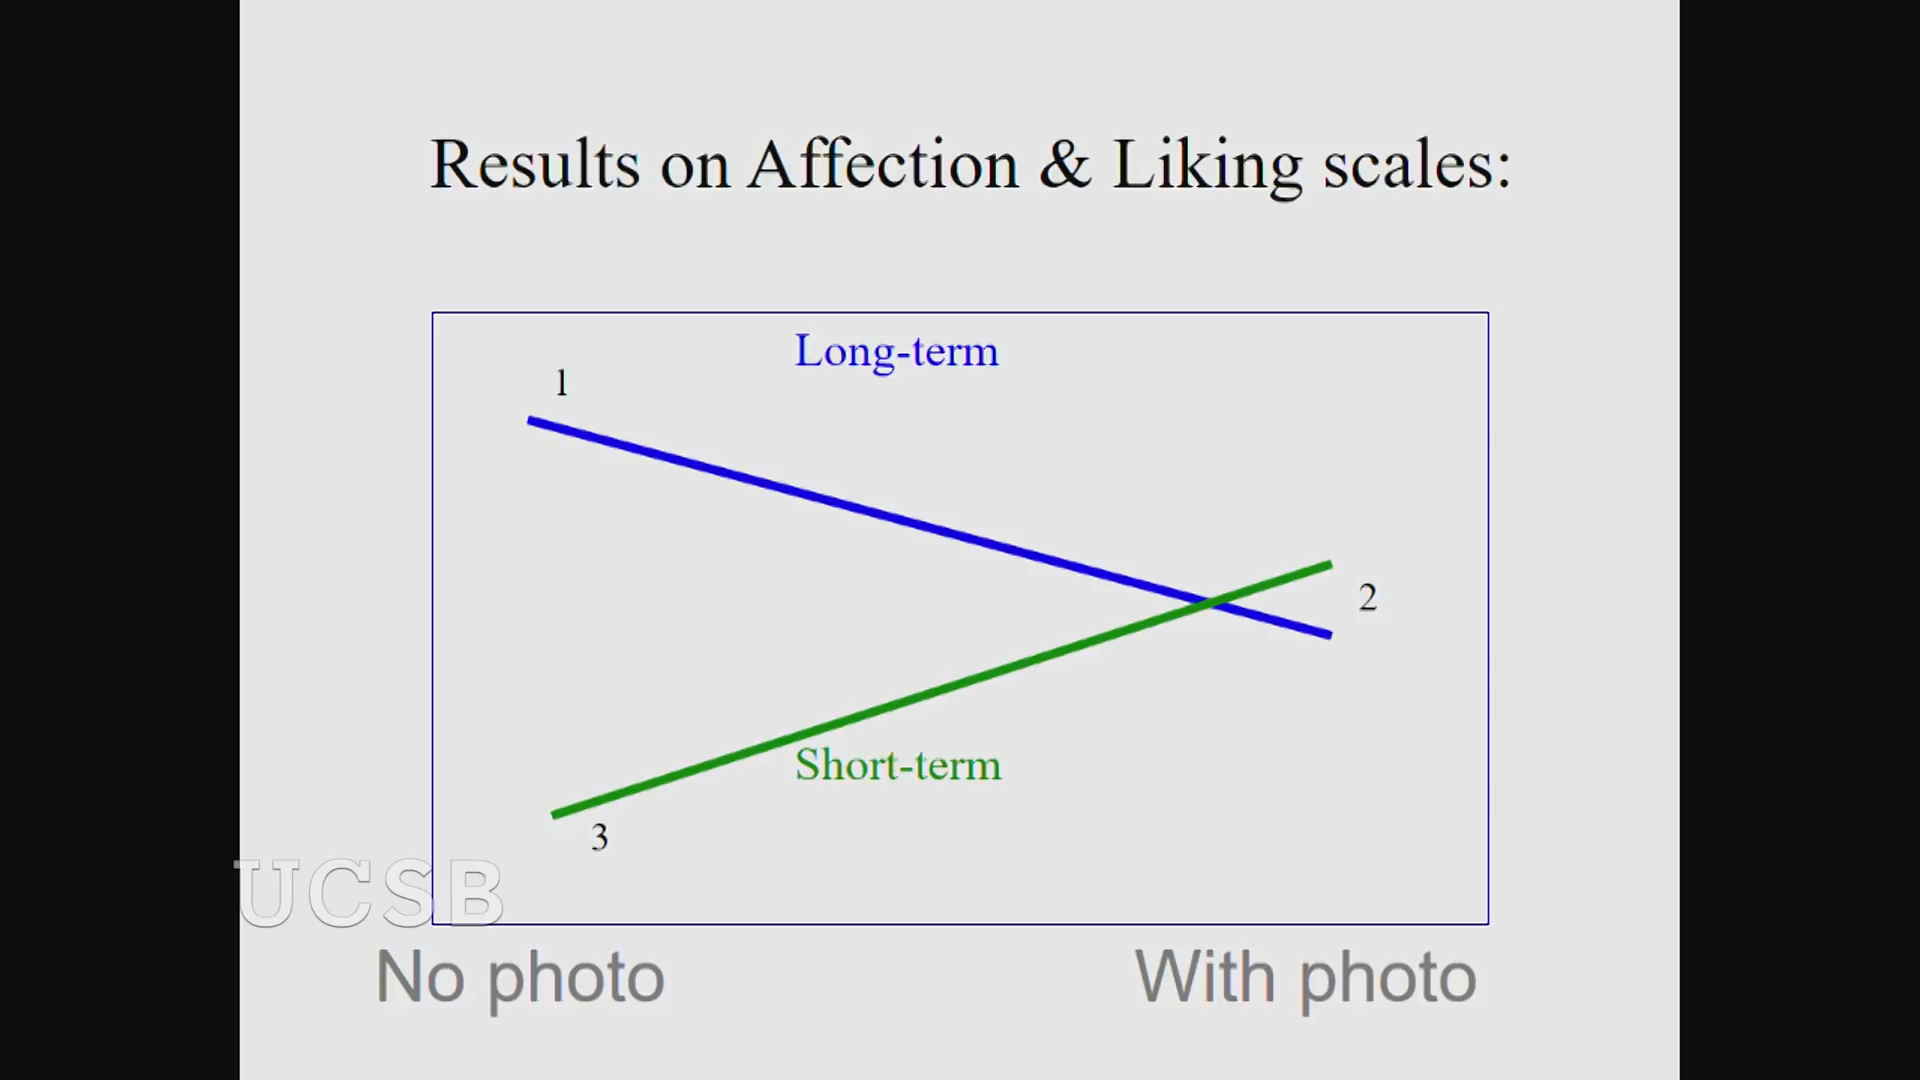 Results on Affection & Liking scales:
Long-term
1
2
Short-term
3
UCSB
No photo
With photo